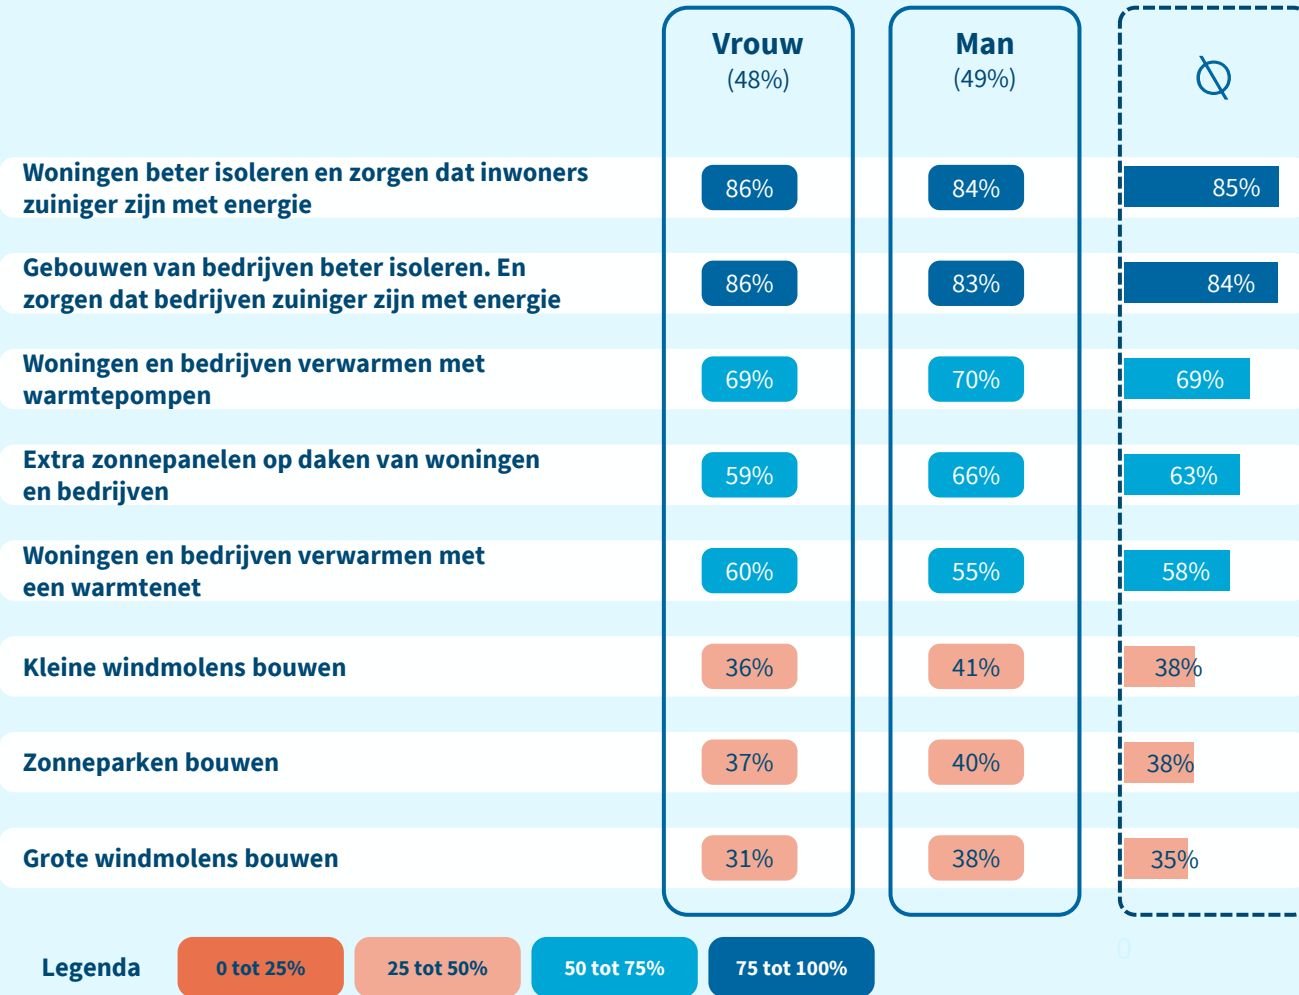 Vrouw
(48%)
Man
(49%)
Ø
Woningen beter isoleren en zorgen dat inwoners
zuiniger zijn met energie
86%
84%
85%
Gebouwen van bedrijven beter isoleren. En
zorgen dat bedrijven zuiniger zijn met energie
86%
83%
84%
Woningen en bedrijven verwarmen met
warmtepompen
69%
70%
69%
Extra zonnepanelen op daken van woningen
en bedrijven
59%
66%
63%
Woningen en bedrijven verwarmen met
een warmtenet
60%
55%
58%
Kleine windmolens bouwen
36%
41%
38%
Zonneparken bouwen
37%
40%
38%
Grote windmolens bouwen
31%
38%
35%
0
Legenda
0 tot 25%
25 tot 50%
50 tot 75%
75 tot 100%